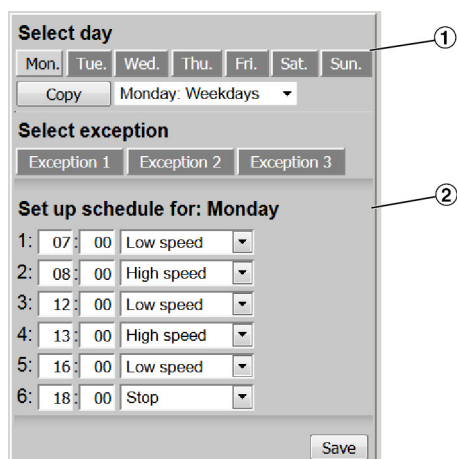 Select day
①
Mon. Tue. Wed. Thu. Fri. Sat. Sun.
Copy Monday: Weekdays
Select exception
Exception 1 Exception 2 Exception 3
②
Set up schedule for: Monday
1: 07 : 00 Low speed
2: 08 : 00 High speed
3: 12 : 00 Low speed
4: 13 : 00 High speed
5: 16 : 00 Low speed
6: 18 : 00 Stop
Save